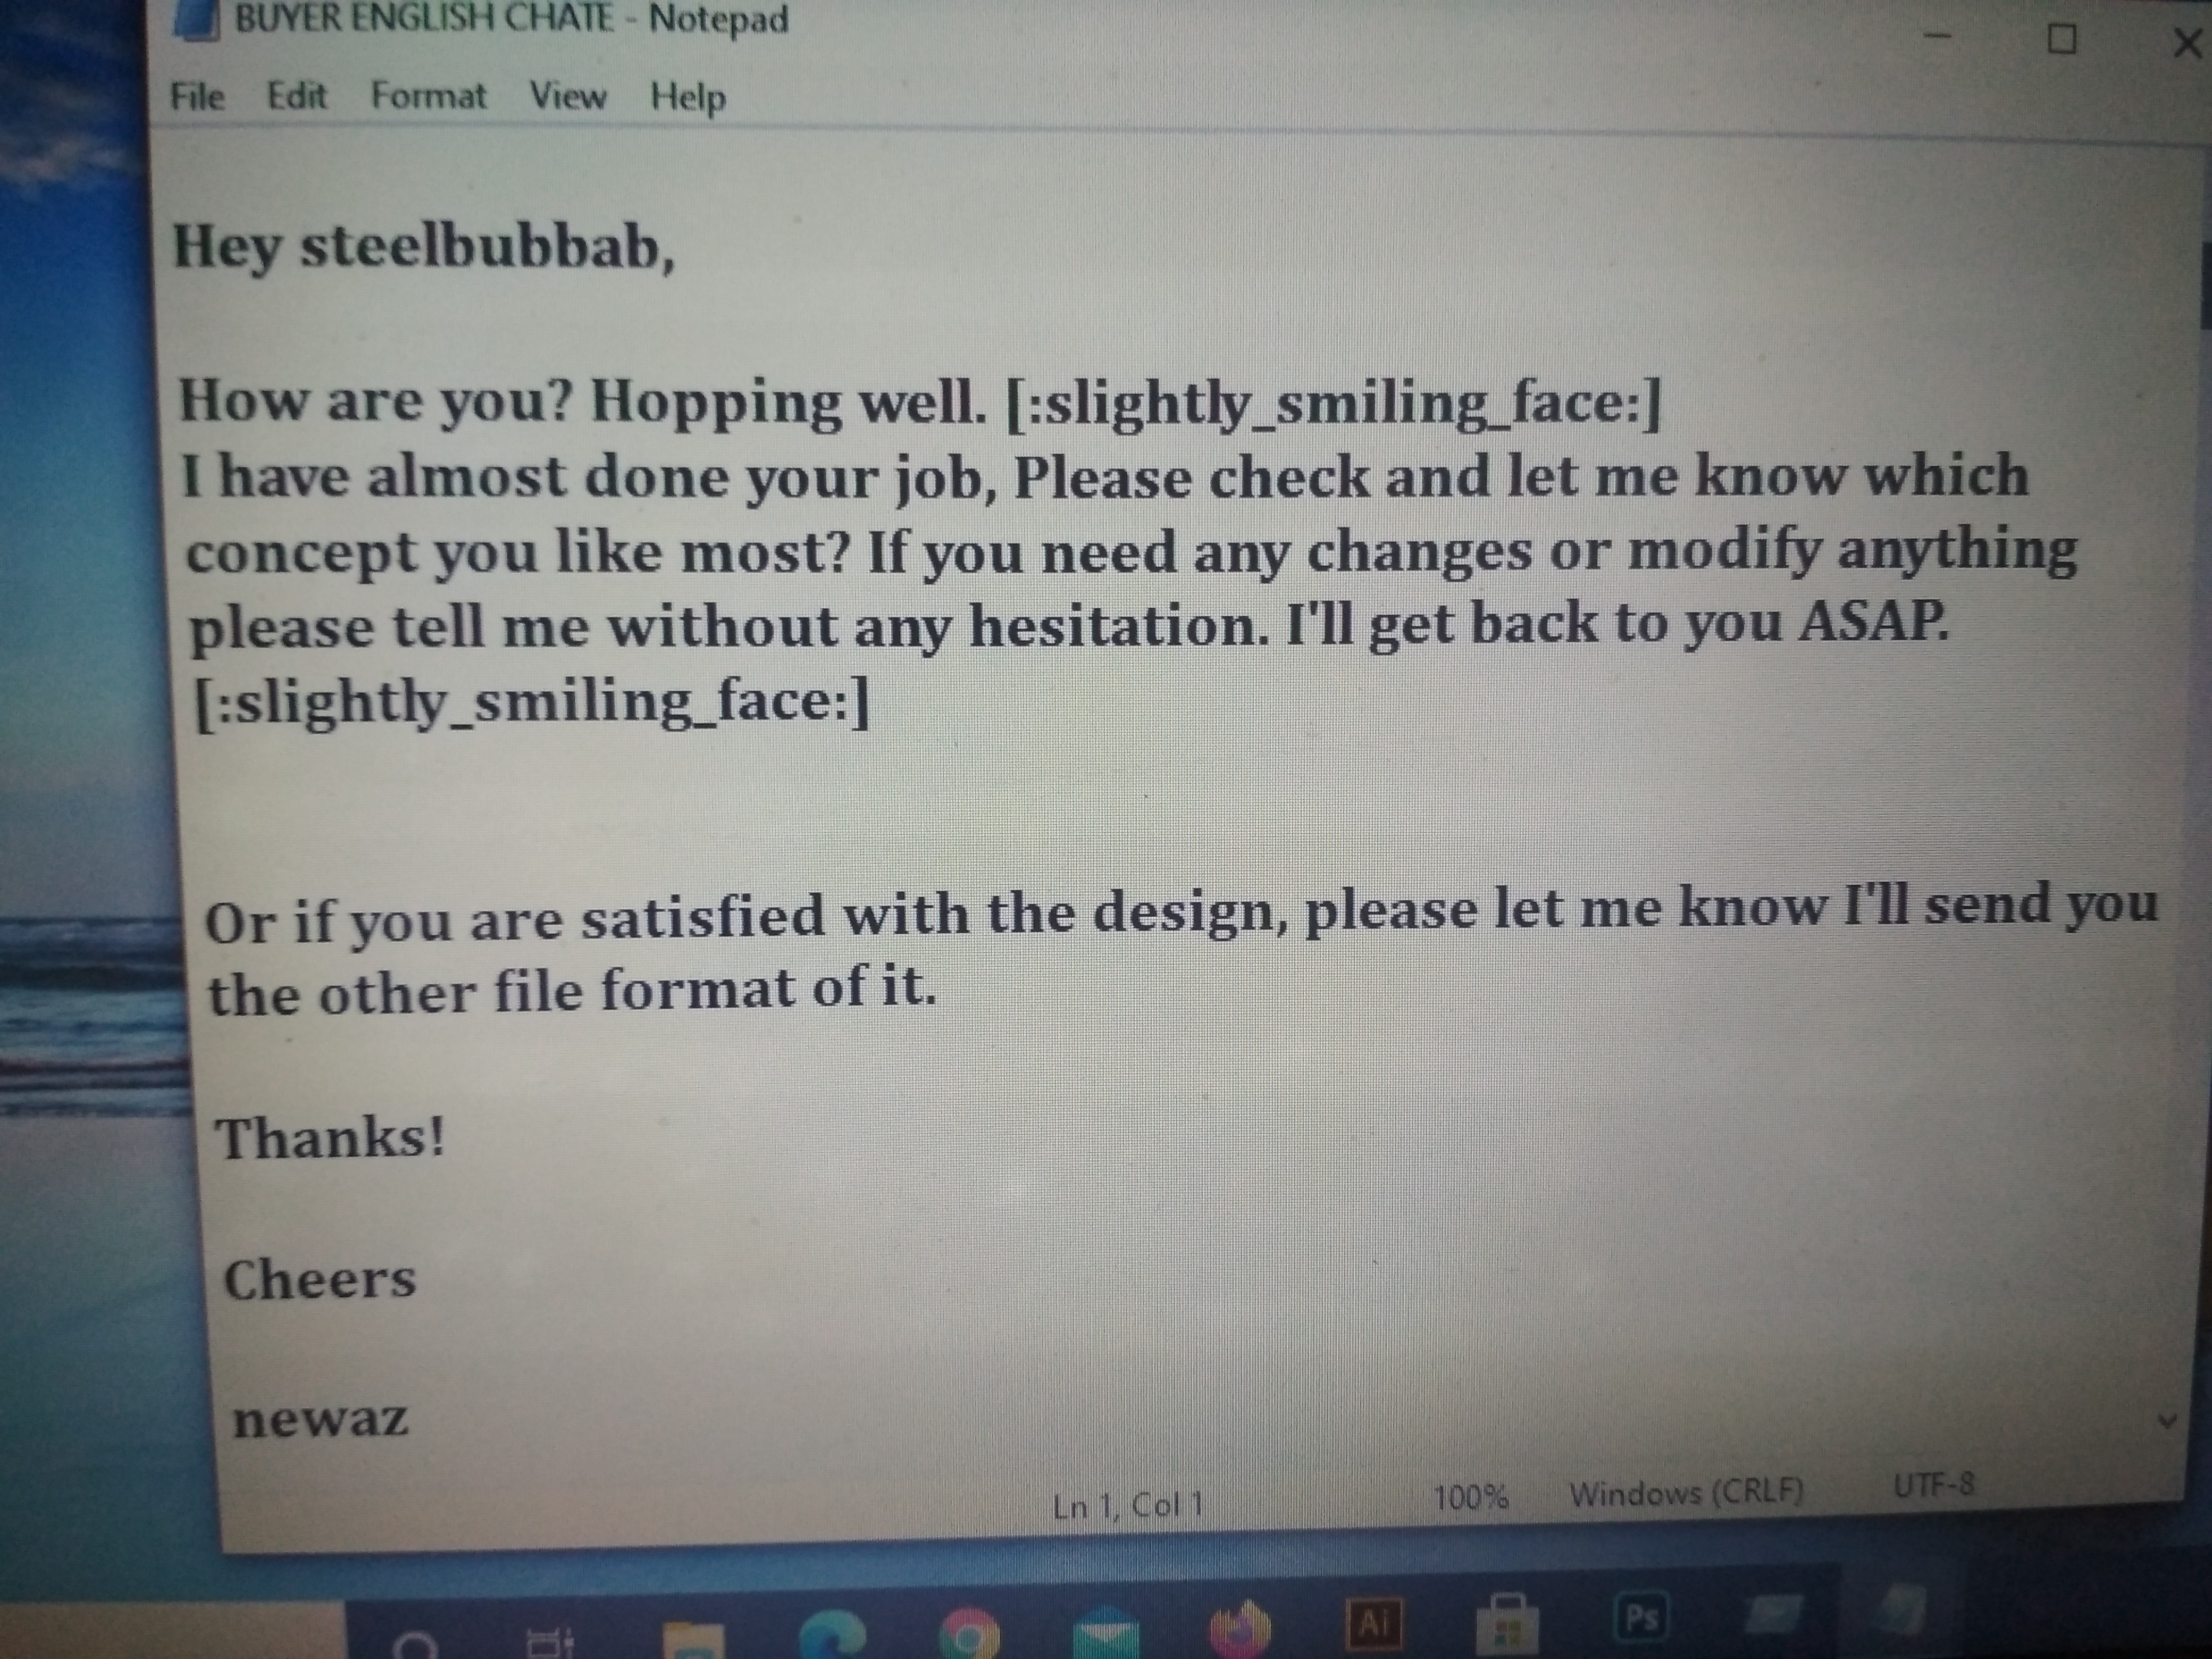 BUYER ENGLISH CHATE - Notepad
File Edit Format View Help
Hey steelbubbab,
How are you? Hopping well. [:slightly_smiling_face:]
I have almost done your job, Please check and let me know which
concept you like most? If you need any changes or modify anything
please tell me without any hesitation. I'll get back to you ASAP.
[:slightly_smiling_face:]
Or if you are satisfied with the design, please let me know I'll send you
the other file format of it.
Thanks!
Cheers
newaz
Ln 1, Col 1 100% Windows (CRLF) UTF-8
Ai Ps